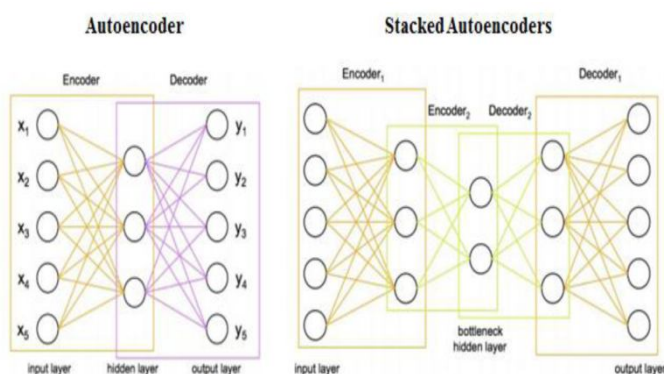 Autoencoder
Encoder Decoder
x1 y1
x2 y2
x3 y3
x4 y4
x5 y5
input layer hidden layer output layer
Stacked Autoencoders
Encoder1 Decoder1
Encoder2 Decoder2
bottleneck
hidden layer
input layer output layer